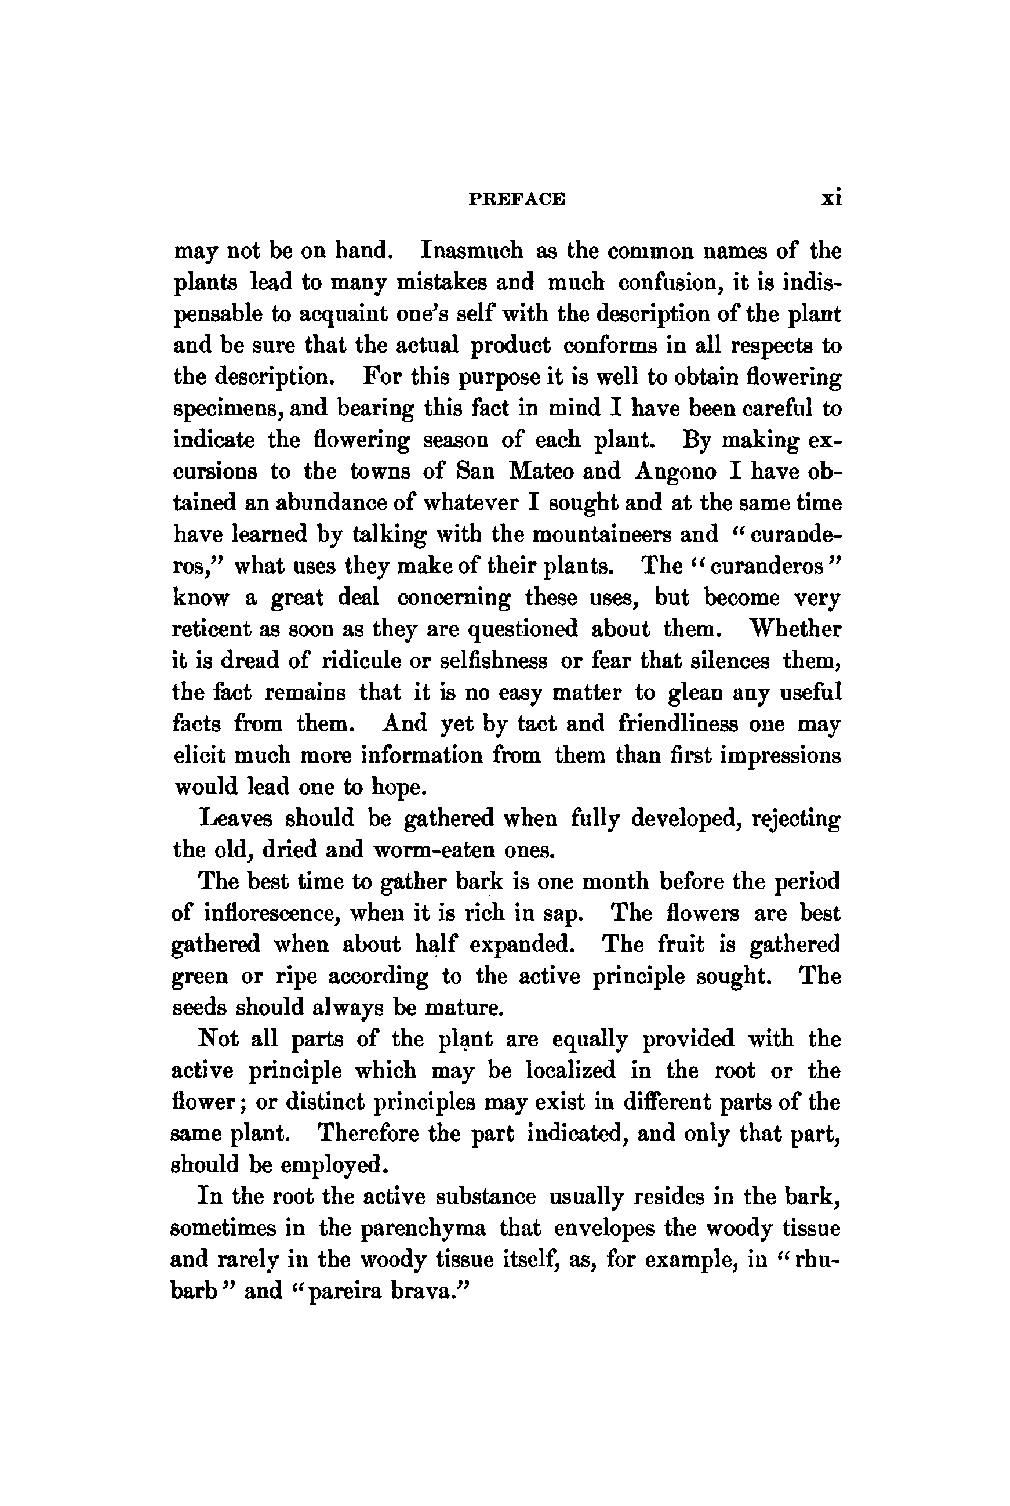 PREFACE xi
may not be on hand. Inasmuch as the common names of the
plants lead to many mistakes and much confusion, it is indis-
pensable to acquaint one's self with the description of the plant
and be sure that the actual product conforms in all respects to
the description. For this purpose it is well to obtain flowering
specimens, and bearing this fact in mind I have been careful to
indicate the flowering season of each plant. By making ex-
cursions to the towns of San Mateo and Angono I have ob-
tained an abundance of whatever I sought and at the same time
have learned by talking with the mountaineers and “curande-
ros,” what uses they make of their plants. The “curanderos”
know a great deal concerning these uses, but become very
reticent as soon as they are questioned about them. Whether
it is dread of ridicule or selfishness or fear that silences them,
the fact remains that it is no easy matter to glean any useful
facts from them. And yet by tact and friendliness one may
elicit much more information from them than first impressions
would lead one to hope.
Leaves should be gathered when fully developed, rejecting
the old, dried and worm-eaten ones.
The best time to gather bark is one month before the period
of inflorescence, when it is rich in sap. The flowers are best
gathered when about half expanded. The fruit is gathered
green or ripe according to the active principle sought. The
seeds should always be mature.
Not all parts of the plant are equally provided with the
active principle which may be localized in the root or the
flower; or distinct principles may exist in different parts of the
same plant. Therefore the part indicated, and only that part,
should be employed.
In the root the active substance usually resides in the bark,
sometimes in the parenchyma that envelopes the woody tissue
and rarely in the woody tissue itself, as, for example, in “rhu-
barb” and “pareira brava.”